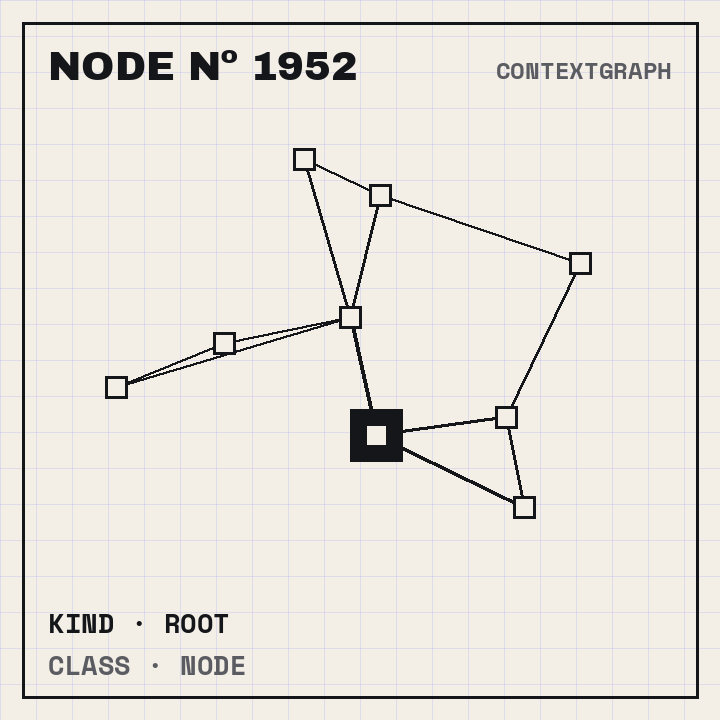 NODE Nº 1952
CONTEXTGRAPH
KIND · ROOT
CLASS · NODE